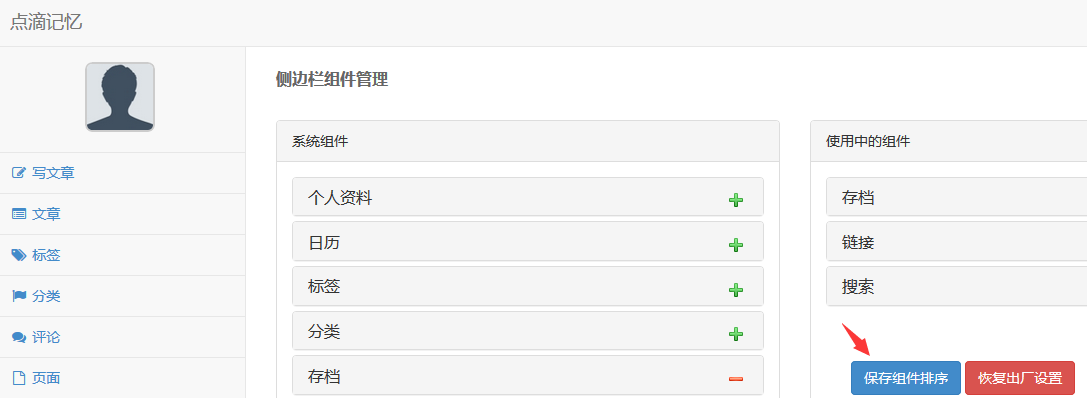 点滴记忆
写文章
文章
标签
分类
评论
页面
侧边栏组件管理
系统组件
个人资料
日历
标签
分类
存档
使用中的组件
存档
链接
搜索
保存组件排序 恢复出厂设置